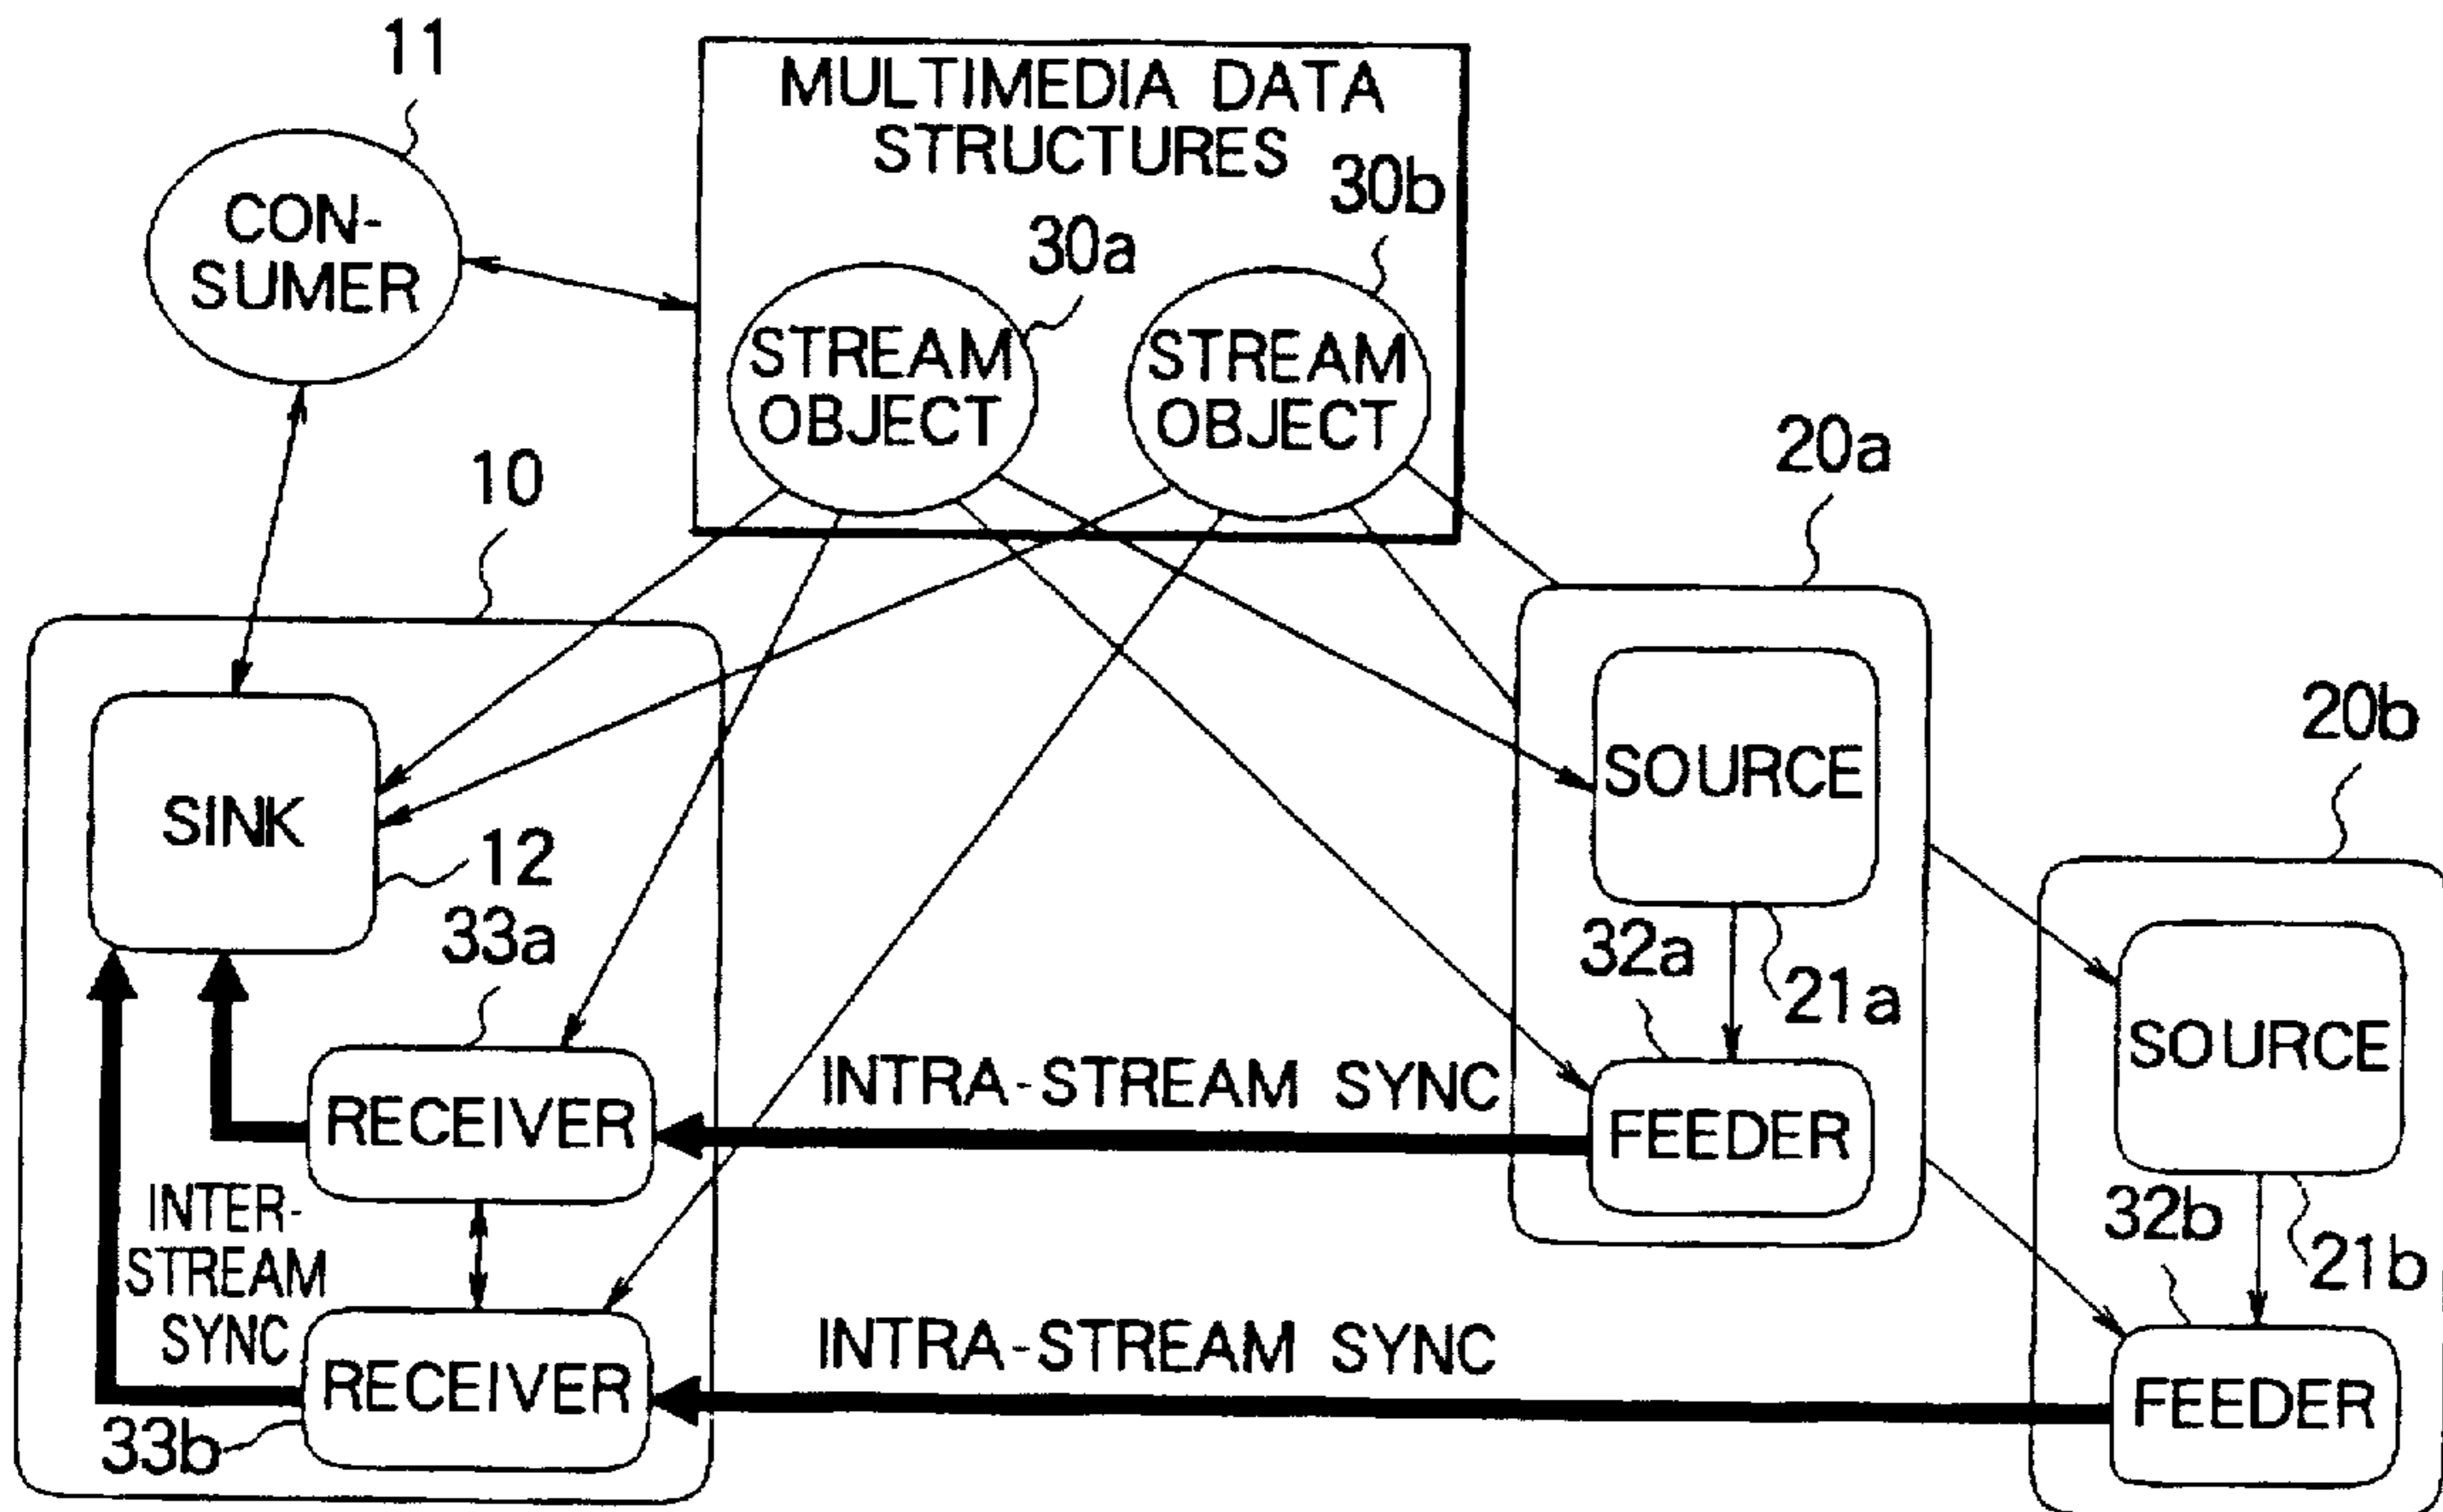 11
MULTIMEDIA DATA
STRUCTURES
30b
30a
CON-
SUMER
STREAM
OBJECT
STREAM
OBJECT
10
20a
20b
SOURCE
SINK
12
33a
32a
21a
SOURCE
INTRA-STREAM SYNC
RECEIVER
FEEDER
INTER-
STREAM
SYNC
32b
21b
INTRA-STREAM SYNC
RECEIVER
FEEDER
33b